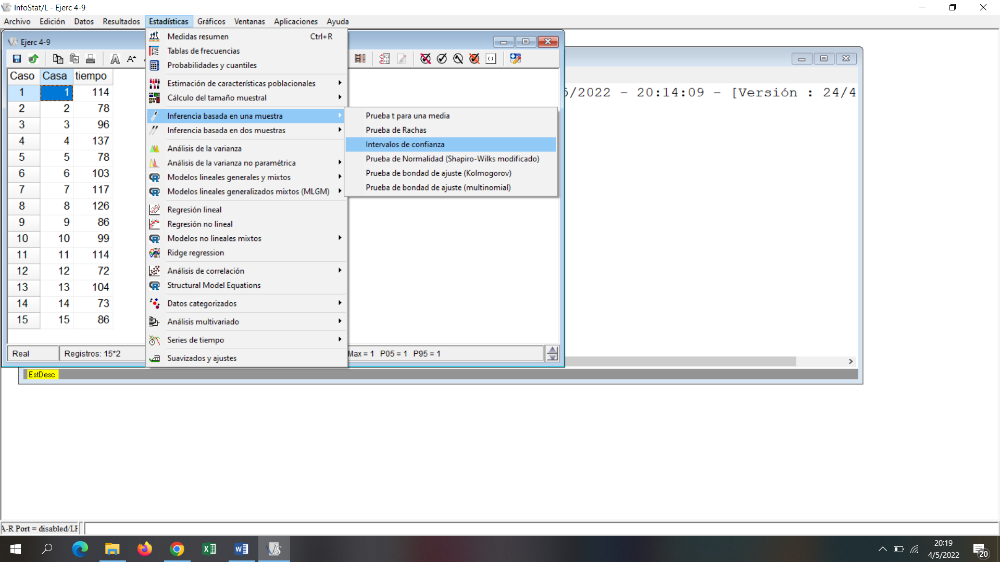 InfoStat/L - Ejerc 4-9
Archivo Edición Datos Resultados Estadísticas Gráficos Ventanas Aplicaciones Ayuda
Ejerc 4-9
Caso Casa tiempo
1 1 114
2 2 78
3 3 96
4 4 137
5 5 78
6 6 103
7 7 117
8 8 126
9 9 86
10 10 99
11 11 114
12 12 72
13 13 104
14 14 73
15 15 86
Real
Registros: 15*2
Max = 1 P05 = 1 P95 = 1
Medidas resumen Ctrl+R
Tablas de frecuencias
Probabilidades y cuantiles
Estimación de características poblacionales
Cálculo del tamaño muestral
Inferencia basada en una muestra
Inferencia basada en dos muestras
Análisis de la varianza
Análisis de la varianza no paramétrica
Modelos lineales generales y mixtos
Modelos lineales generalizados mixtos (MLGM)
Regresión lineal
Regresión no lineal
Modelos no lineales mixtos
Ridge regression
Análisis de correlación
Structural Model Equations
Datos categorizados
Análisis multivariado
Series de tiempo
Suavizados y ajustes
Prueba t para una media
Prueba de Rachas
Intervalos de confianza
Prueba de Normalidad (Shapiro-Wilks modificado)
Prueba de bondad de ajuste (Kolmogorov)
Prueba de bondad de ajuste (multinomial)
5/2022 - 20:14:09 - [Versión : 24/4
EstDesc
A-R Port = disabled/LF
20:19
4/5/2022
20